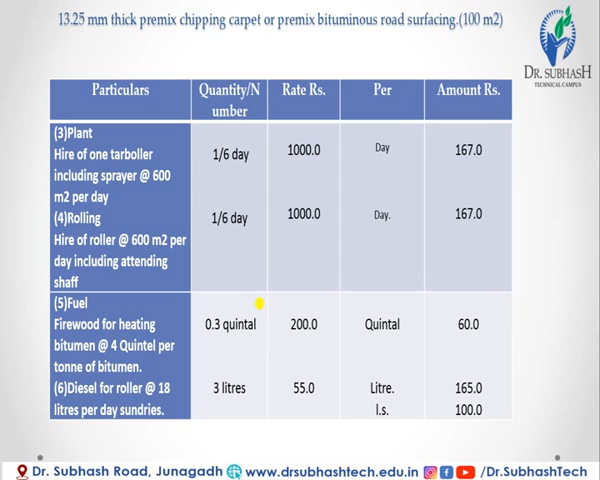 13.25 mm thick premix chipping carpet or premix bituminous road surfacing.(100 m2)
DR. SUBHASH
TECHNICAL CAMPUS
Particulars Quantity/N Rate Rs. Per Amount Rs.
umber
(3)Plant
Hire of one tarboller 1/6 day 1000.0 Day 167.0
including sprayer @ 600
m2 per day
(4)Rolling 1/6 day 1000.0 Day. 167.0
Hire of roller @ 600 m2 per
day including attending
shaff
(5)Fuel
Firewood for heating 0.3 quintal 200.0 Quintal 60.0
bitumen @ 4 Quintel per
tonne of bitumen.
(6)Diesel for roller @ 18 3 litres 55.0 Litre. 165.0
litres per day sundries. l.s. 100.0
Dr. Subhash Road, Junagadh www.drsubhashtech.edu.in /Dr.SubhashTech